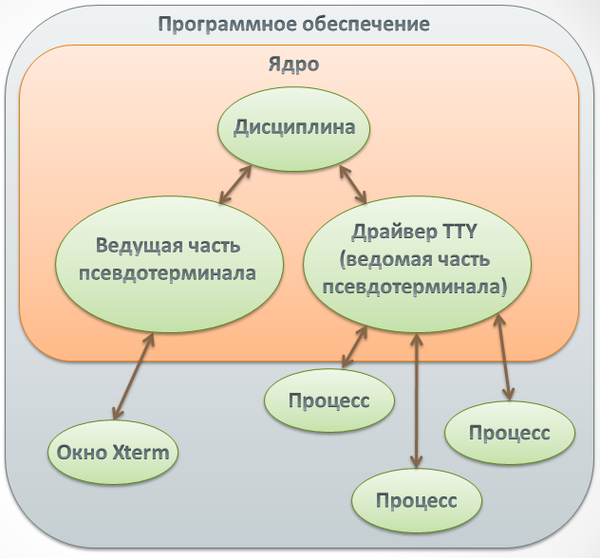 Программное обеспечение
Ядро
Дисциплина
Ведущая часть
псевдотерминала
Драйвер TTY
(ведомая часть
псевдотерминала)
Процесс
Процесс
Окно Xterm
Процесс